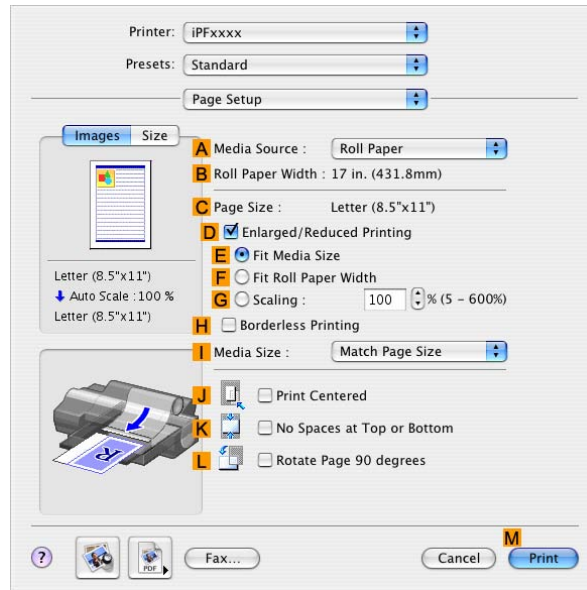 Printer: iPFxxxx
Presets: Standard
Page Setup
Images Size
Letter (8.5"x11")
Auto Scale :100 %
Letter (8.5"x11")
A Media Source : Roll Paper
B Roll Paper Width : 17 in. (431.8mm)
C Page Size : Letter (8.5"x11")
D Enlarged/Reduced Printing
E Fit Media Size
F Fit Roll Paper Width
G Scaling : 100 % (5 - 600%)
H Borderless Printing
I Media Size : Match Page Size
J Print Centered
K No Spaces at Top or Bottom
L Rotate Page 90 degrees
R
M
? PDF Fax... Cancel Print